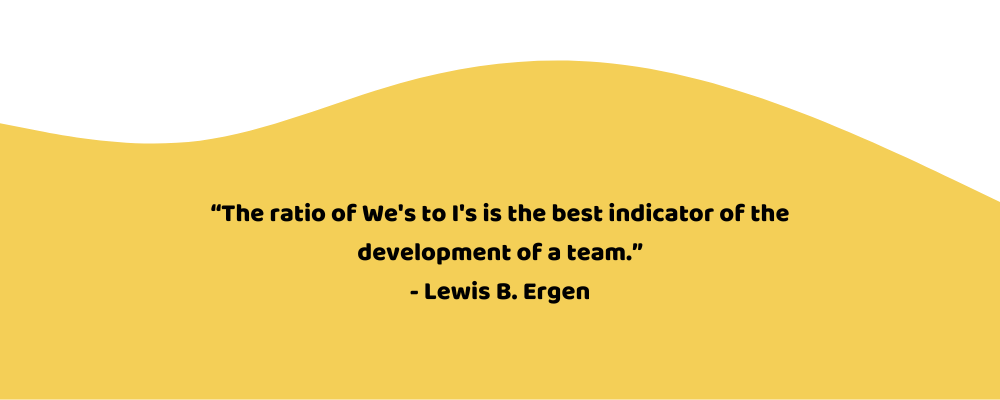 “The ratio of We's to I's is the best indicator of the
development of a team.”
- Lewis B. Ergen